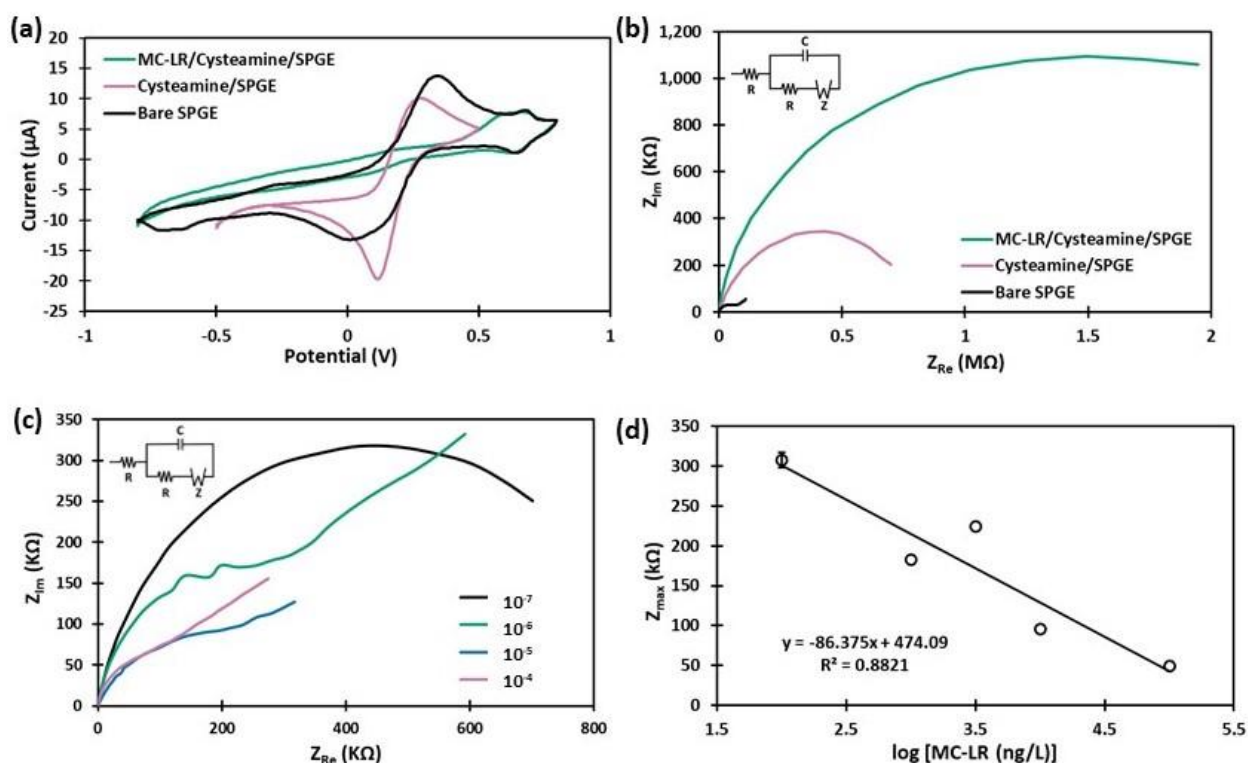 (a)
20
15
10
5
0
-5
-10
-15
-20
-25
Current (µA)
MC-LR/Cysteamine/SPGE
Cysteamine/SPGE
Bare SPGE
-1
-0.5
0
0.5
1
Potential (V)
(b)
1,200
1,000
800
600
400
200
0
Z_Im (KΩ)
C
R
R
Z
MC-LR/Cysteamine/SPGE
Cysteamine/SPGE
Bare SPGE
0
0.5
1
1.5
2
Z_Re (MΩ)
(c)
350
300
250
200
150
100
50
0
Z_Im (KΩ)
C
R
R
Z
10⁻⁷
10⁻⁶
10⁻⁵
10⁻⁴
0
200
400
600
800
Z_Re (KΩ)
(d)
350
300
250
200
150
100
50
0
Z_max (kΩ)
y = -86.375x + 474.09
R² = 0.8821
1.5
2.5
3.5
4.5
5.5
log [MC-LR (ng/L)]